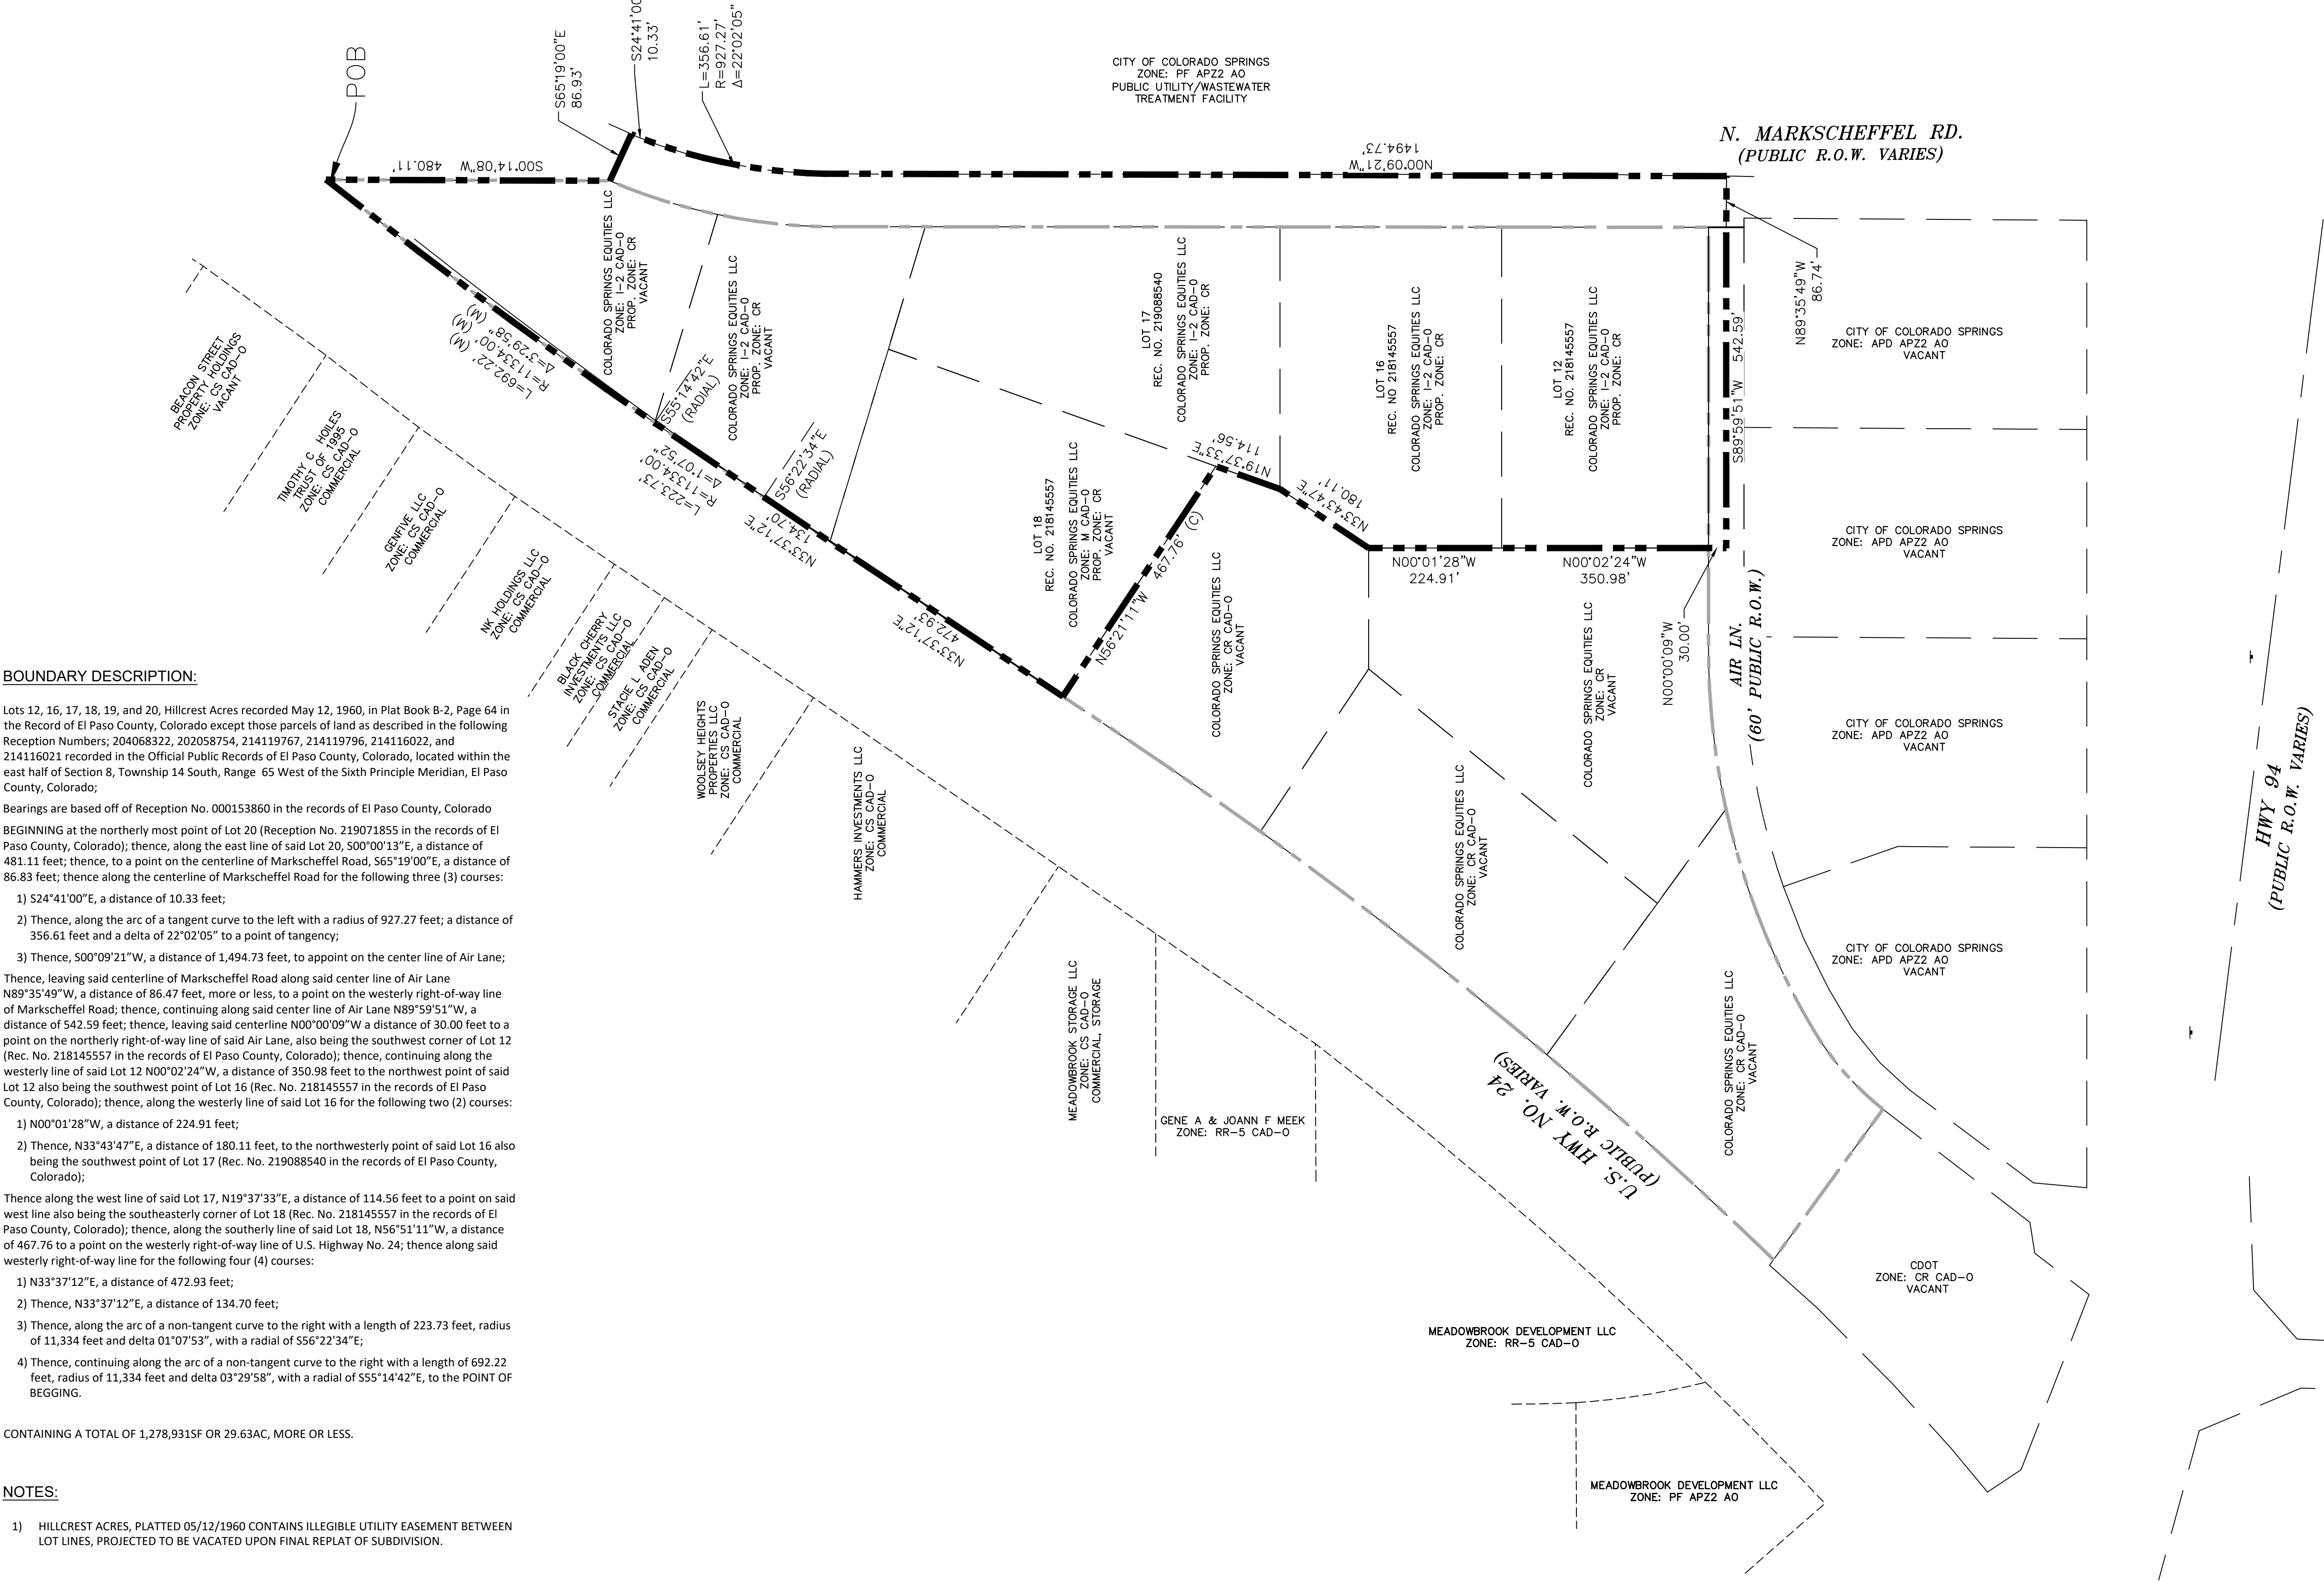 BOUNDARY DESCRIPTION:
Lots 12, 16, 17, 18, 19, and 20, Hillcrest Acres recorded May 12, 1960, in Plat Book B-2, Page 64 in
the Record of El Paso County, Colorado except those parcels of land as described in the following
Reception Numbers; 204068322, 202058754, 214119767, 214119796, 214116022, and
214116021 recorded in the Official Public Records of El Paso County, Colorado, located within the
east half of Section 8, Township 14 South, Range 65 West of the Sixth Principle Meridian, El Paso
County, Colorado;
Bearings are based off of Reception No. 000153860 in the records of El Paso County, Colorado
BEGINNING at the northerly most point of Lot 20 (Reception No. 219071855 in the records of El
Paso County, Colorado); thence, along the east line of said Lot 20, S00°00'13”E, a distance of
481.11 feet; thence, to a point on the centerline of Markscheffel Road, S65°19'00”E, a distance of
86.83 feet; thence along the centerline of Markscheffel Road for the following three (3) courses:
1) S24°41'00”E, a distance of 10.33 feet;
2) Thence, along the arc of a tangent curve to the left with a radius of 927.27 feet; a distance of
356.61 feet and a delta of 22°02'05” to a point of tangency;
3) Thence, S00°09'21”W, a distance of 1,494.73 feet, to appoint on the center line of Air Lane;
Thence, leaving said centerline of Markscheffel Road along said center line of Air Lane
N89°35'49”W, a distance of 86.47 feet, more or less, to a point on the westerly right-of-way line
of Markscheffel Road; thence, continuing along said center line of Air Lane N89°59'51”W, a
distance of 542.59 feet; thence, leaving said centerline N00°00'09”W a distance of 30.00 feet to a
point on the northerly right-of-way line of said Air Lane, also being the southwest corner of Lot 12
(Rec. No. 218145557 in the records of El Paso County, Colorado); thence, continuing along the
westerly line of said Lot 12 N00°02'24”W, a distance of 350.98 feet to the northwest point of said
Lot 12 also being the southwest point of Lot 16 (Rec. No. 218145557 in the records of El Paso
County, Colorado); thence, along the westerly line of said Lot 16 for the following two (2) courses:
1) N00°01'28”W, a distance of 224.91 feet;
2) Thence, N33°43'47”E, a distance of 180.11 feet, to the northwesterly point of said Lot 16 also
being the southwest point of Lot 17 (Rec. No. 219088540 in the records of El Paso County,
Colorado);
Thence along the west line of said Lot 17, N19°37'33”E, a distance of 114.56 feet to a point on said
west line also being the southeasterly corner of Lot 18 (Rec. No. 218145557 in the records of El
Paso County, Colorado); thence, along the southerly line of said Lot 18, N56°51'11”W, a distance
of 467.76 to a point on the westerly right-of-way line of U.S. Highway No. 24; thence along said
westerly right-of-way line for the following four (4) courses:
1) N33°37'12”E, a distance of 472.93 feet;
2) Thence, N33°37'12”E, a distance of 134.70 feet;
3) Thence, along the arc of a non-tangent curve to the right with a length of 223.73 feet, radius
of 11,334 feet and delta 01°07'53”, with a radial of S56°22'34”E;
4) Thence, continuing along the arc of a non-tangent curve to the right with a length of 692.22
feet, radius of 11,334 feet and delta 03°29'58”, with a radial of S55°14'42”E, to the POINT OF
BEGGING.
CONTAINING A TOTAL OF 1,278,931SF OR 29.63AC, MORE OR LESS.
NOTES:
1) HILLCREST ACRES, PLATTED 05/12/1960 CONTAINS ILLEGIBLE UTILITY EASEMENT BETWEEN
LOT LINES, PROJECTED TO BE VACATED UPON FINAL REPLAT OF SUBDIVISION.
POB
S00°14'08"W 480.11'
S65°19'00"E
86.93'
S24°41'00
10.33'
L=356.61'
R=927.27'
Δ=22°02'05"
CITY OF COLORADO SPRINGS
ZONE: PF APZ2 AO
PUBLIC UTILITY/WASTEWATER
TREATMENT FACILITY
N00°09'21"W
1494.73'
N. MARKSCHEFFEL RD.
(PUBLIC R.O.W. VARIES)
N89°35'49"W
86.74'
S89°59'51"W 542.59'
N00°00'09"W
30.00'
AIR LN.
(60' PUBLIC R.O.W.)
N00°02'24"W
350.98'
N00°01'28"W
224.91'
N33°43'47"E
180.11'
N19°37'33"E
114.56'
N56°21'11"W 467.76' (C)
N33°37'12"E
472.93'
N33°37'12"E
134.70'
S56°22'34"E
(RADIAL)
L=223.73'
R=11334.00'
Δ=1°07'52"
S55°14'42"E
(RADIAL)
L=692.22' (M)
R=11334.00' (M)
Δ=3°29'58" (M)
COLORADO SPRINGS EQUITIES LLC
ZONE: I-2 CAD-O
PROP. ZONE: CR
VACANT
COLORADO SPRINGS EQUITIES LLC
ZONE: I-2 CAD-O
PROP. ZONE: CR
VACANT
LOT 18
REC. NO. 218145557
COLORADO SPRINGS EQUITIES LLC
ZONE: M CAD-O
PROP. ZONE: CR
VACANT
LOT 17
REC. NO. 219088540
COLORADO SPRINGS EQUITIES LLC
ZONE: I-2 CAD-O
PROP. ZONE: CR
LOT 16
REC. NO 218145557
COLORADO SPRINGS EQUITIES LLC
ZONE: I-2 CAD-O
PROP. ZONE: CR
LOT 12
REC. NO. 218145557
COLORADO SPRINGS EQUITIES LLC
ZONE: I-2 CAD-O
PROP. ZONE: CR
COLORADO SPRINGS EQUITIES LLC
ZONE: CR CAD-O
VACANT
COLORADO SPRINGS EQUITIES LLC
ZONE: CR
VACANT
COLORADO SPRINGS EQUITIES LLC
ZONE: CR CAD-O
VACANT
COLORADO SPRINGS EQUITIES LLC
ZONE: CR CAD-O
VACANT
BEACON STREET
PROPERTY HOLDINGS
ZONE: CS CAD-O
VACANT
TIMOTHY C HOILES
TRUST OF 1995
ZONE: CS CAD-O
COMMERCIAL
GENFIVE LLC
ZONE: CS CAD-O
COMMERCIAL
NK HOLDINGS LLC
ZONE: CS CAD-O
COMMERCIAL
BLACK CHERRY
INVESTMENTS LLC
ZONE: CS CAD-O
COMMERCIAL
STACIE L ADEN
ZONE: CS CAD-O
COMMERCIAL
WOOLSEY HEIGHTS
PROPERTIES LLC
ZONE: CS CAD-O
COMMERCIAL
HAMMERS INVESTMENTS LLC
ZONE: CS CAD-O
COMMERCIAL
MEADOWBROOK STORAGE LLC
ZONE: CS CAD-O
COMMERCIAL, STORAGE
GENE A & JOANN F MEEK
ZONE: RR-5 CAD-O
U.S. HWY NO. 24
(PUBLIC R.O.W. VARIES)
MEADOWBROOK DEVELOPMENT LLC
ZONE: RR-5 CAD-O
MEADOWBROOK DEVELOPMENT LLC
ZONE: PF APZ2 AO
CDOT
ZONE: CR CAD-O
VACANT
CITY OF COLORADO SPRINGS
ZONE: APD APZ2 AO
VACANT
CITY OF COLORADO SPRINGS
ZONE: APD APZ2 AO
VACANT
CITY OF COLORADO SPRINGS
ZONE: APD APZ2 AO
VACANT
CITY OF COLORADO SPRINGS
ZONE: APD APZ2 AO
VACANT
HWY 94
(PUBLIC R.O.W. VARIES)